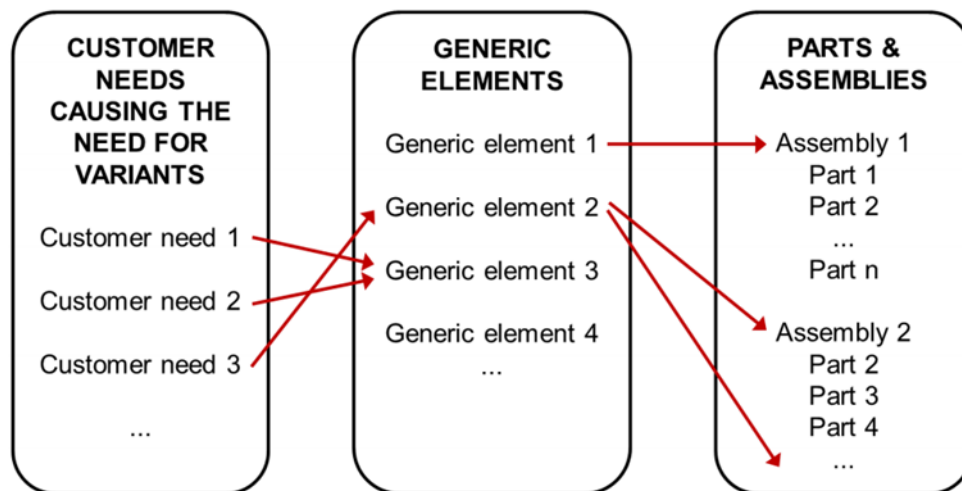 CUSTOMER
NEEDS
CAUSING THE
NEED FOR
VARIANTS
Customer need 1
Customer need 2
Customer need 3
...
GENERIC
ELEMENTS
Generic element 1
Generic element 2
Generic element 3
Generic element 4
...
PARTS &
ASSEMBLIES
Assembly 1
Part 1
Part 2
...
Part n
Assembly 2
Part 2
Part 3
Part 4
...